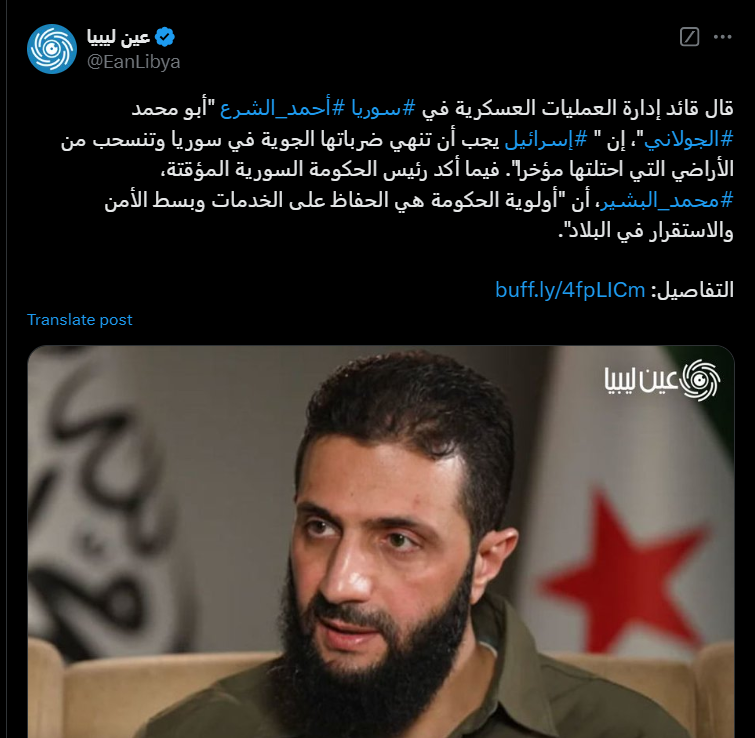 عين ليبيا
@EanLibya
قال قائد إدارة العمليات العسكرية في #سوريا #أحمد_الشرع "أبو محمد
#الجولاني"، إن " #إسرائيل يجب أن تنهي ضرباتها الجوية في سوريا وتنسحب من
الأراضي التي احتلتها مؤخرا". فيما أكد رئيس الحكومة السورية المؤقتة،
#محمد_البشير، أن "أولوية الحكومة هي الحفاظ على الخدمات وبسط الأمن
والاستقرار في البلاد".
التفاصيل: buff.ly/4fpLICm
Translate post
عين ليبيا